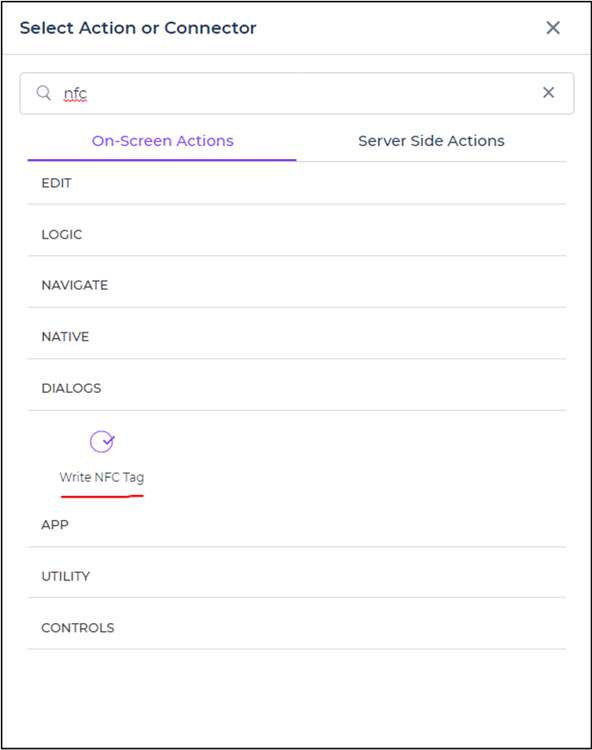 Select Action or Connector
nfc
On-Screen Actions
Server Side Actions
EDIT
LOGIC
NAVIGATE
NATIVE
DIALOGS
Write NFC Tag
APP
UTILITY
CONTROLS